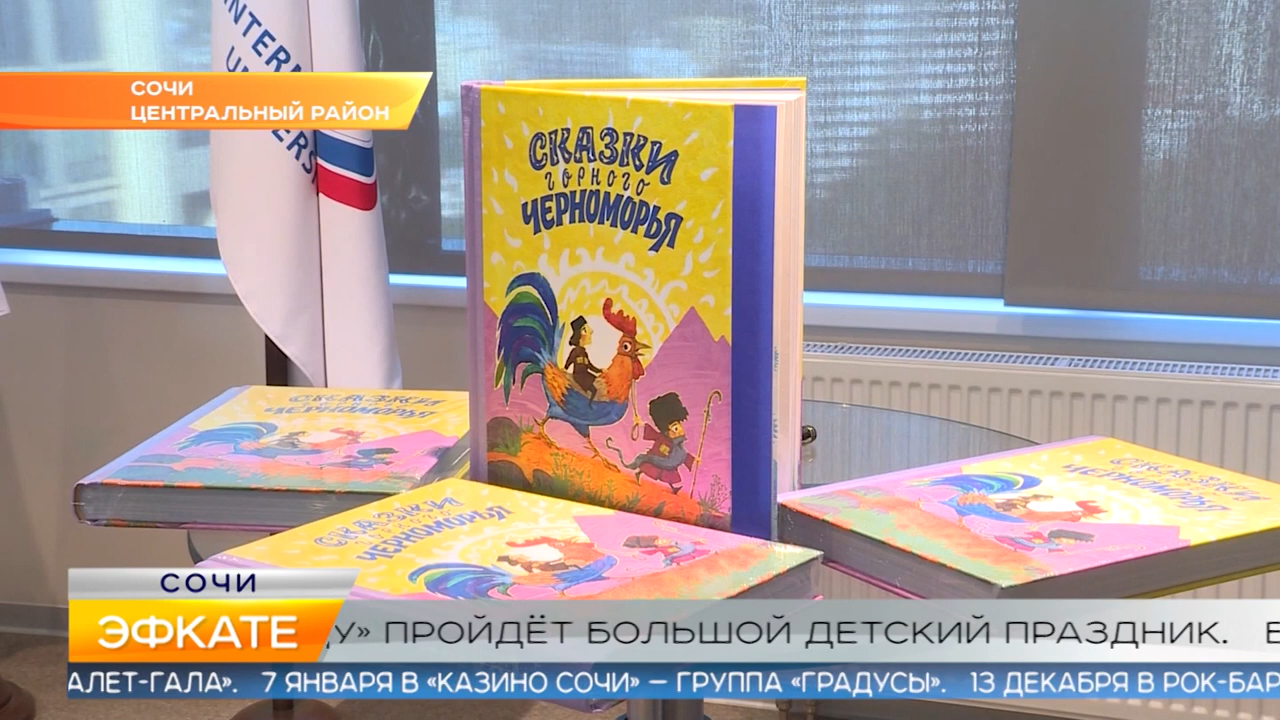 СОЧИ
ЦЕНТРАЛЬНЫЙ РАЙОН
СКАЗКИ
ГОРНОГО
ЧЕРНОМОРЬЯ
СКАЗКИ
ЧЕРНОМОРЬЯ
СКАЗКИ
ЧЕРНОМОРЬЯ
СКАЗКИ
ЧЕРНОМОРЬЯ
СОЧИ
ЭФКАТЕ
ДУ» ПРОЙДЁТ БОЛЬШОЙ ДЕТСКИЙ ПРАЗДНИК. В
АЛЕТ-ГАЛА». 7 ЯНВАРЯ В «КАЗИНО СОЧИ» – ГРУППА «ГРАДУСЫ». 13 ДЕКАБРЯ В РОК-БАР